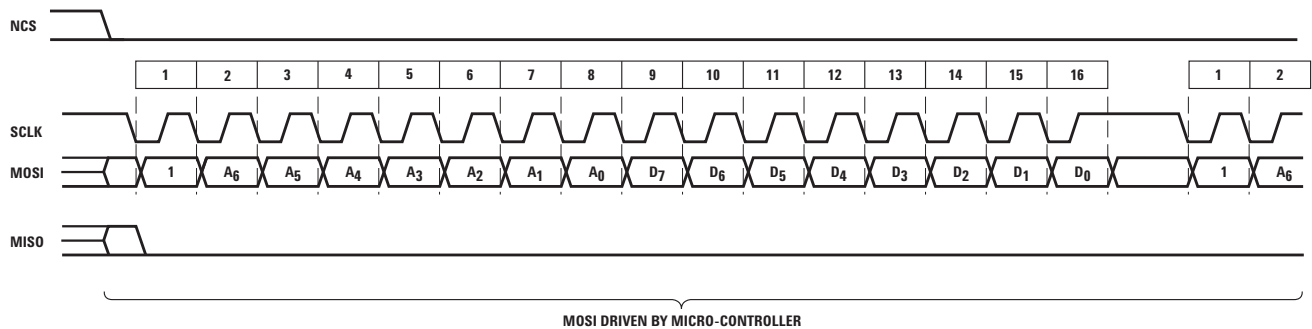 NCS
1 2 3 4 5 6 7 8 9 10 11 12 13 14 15 16 1 2
SCLK
MOSI 1 A6 A5 A4 A3 A2 A1 A0 D7 D6 D5 D4 D3 D2 D1 D0 1 A6
MISO
MOSI DRIVEN BY MICRO-CONTROLLER